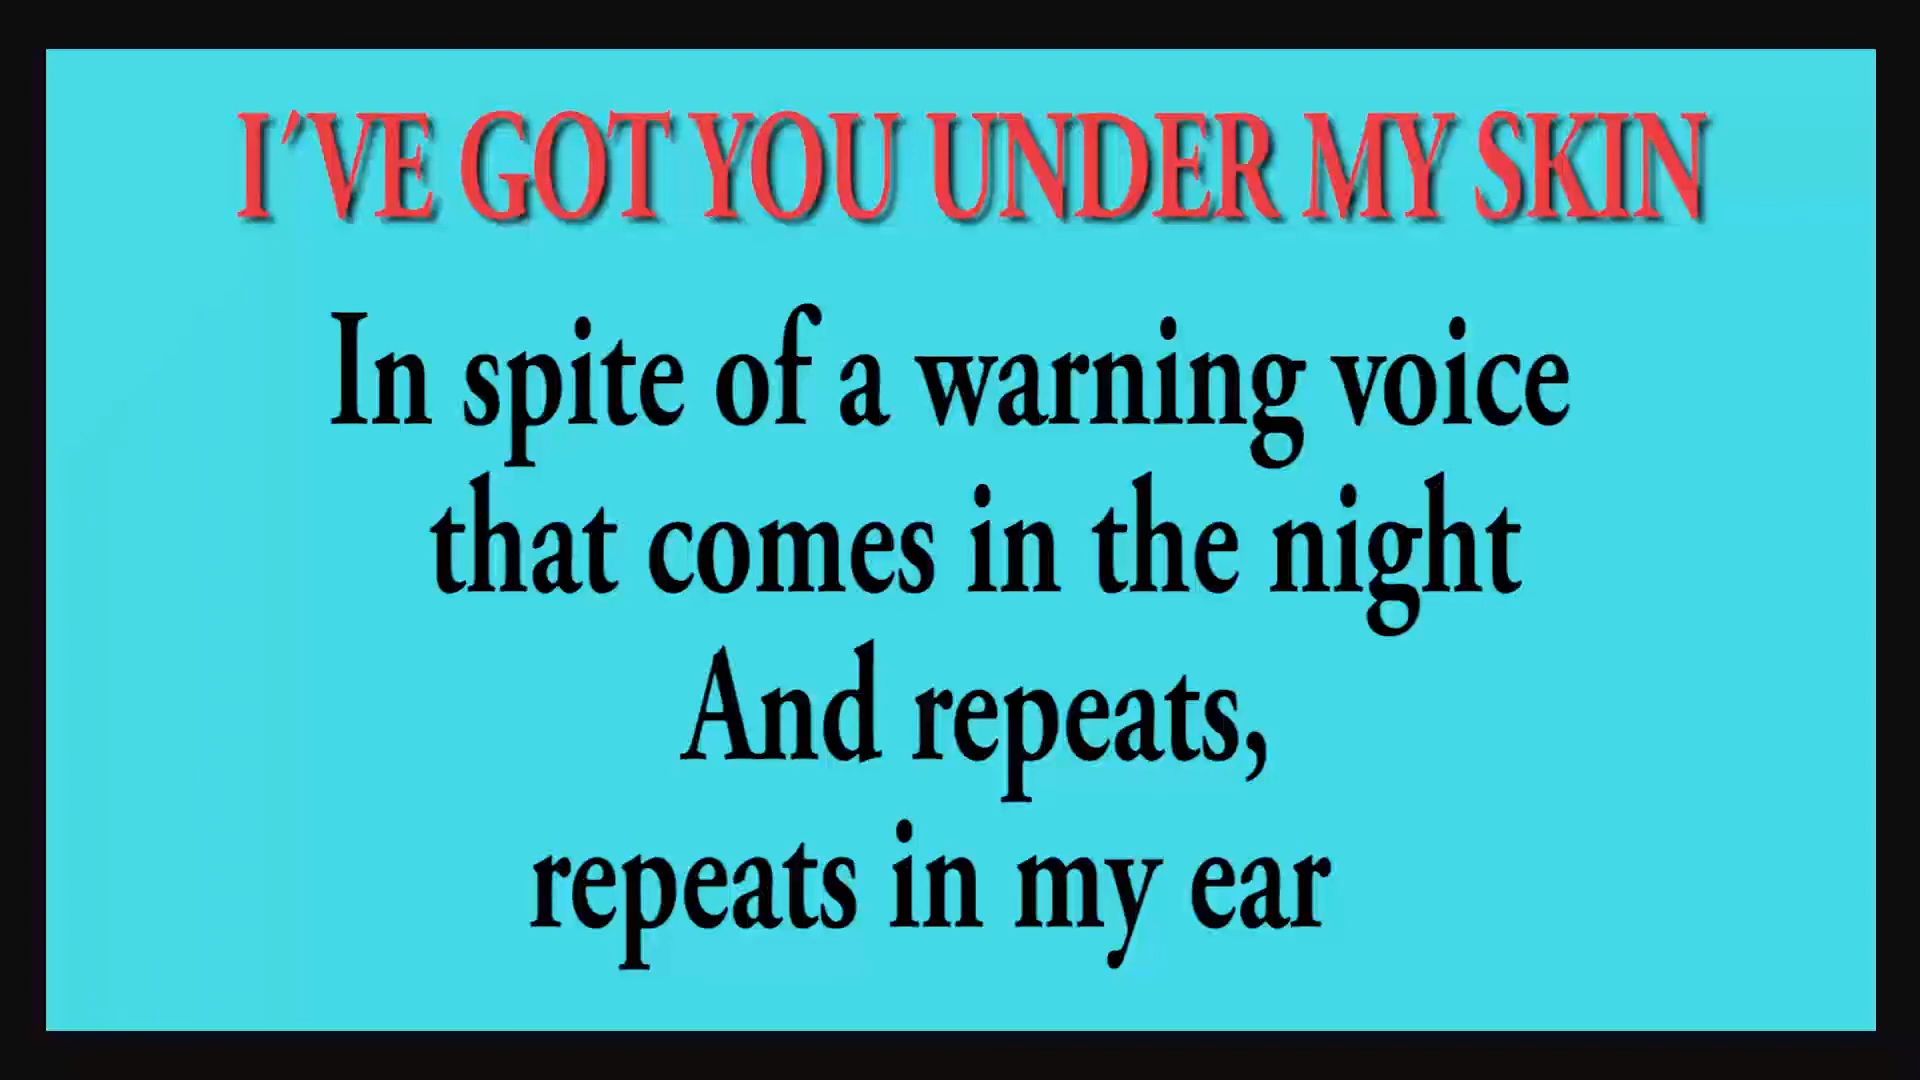 I´VE GOT YOU UNDER MY SKIN
In spite of a warning voice
that comes in the night
And repeats,
repeats in my ear